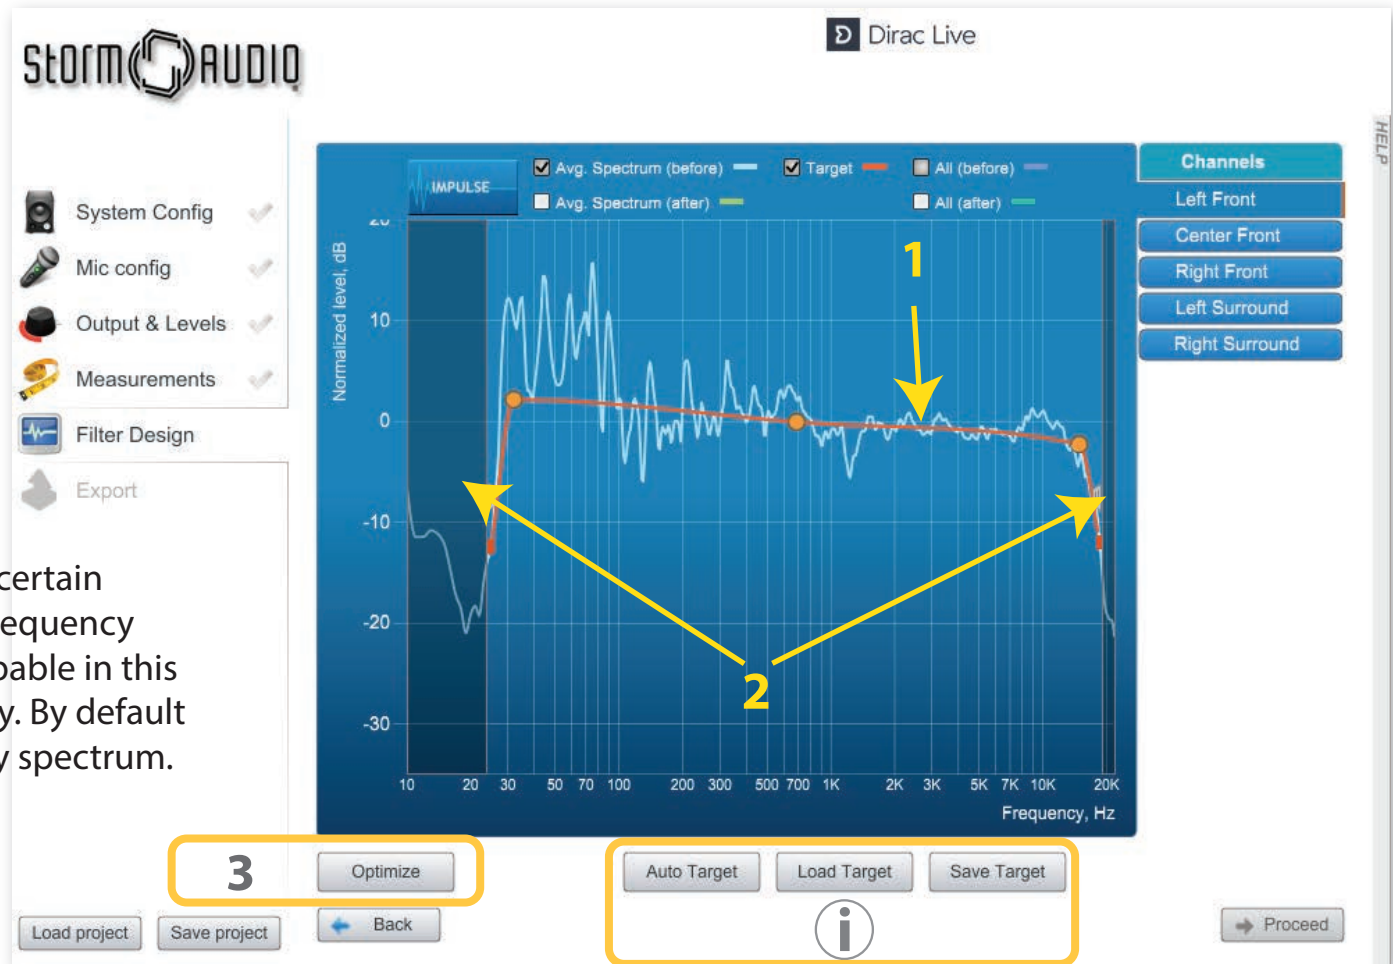 STORM AUDIO
Dirac Live
HELP
System Config
Mic config
Output & Levels
Measurements
Filter Design
Export
certain
equency
pable in this
y. By default
y spectrum.
IMPULSE
Avg. Spectrum (before)
Target
All (before)
Avg. Spectrum (after)
All (after)
Normalized level, dB
20
10
0
-10
-20
-30
1
2
10 20 30 50 70 100 200 300 500 700 1K 2K 3K 5K 7K 10K 20K
Frequency, Hz
Channels
Left Front
Center Front
Right Front
Left Surround
Right Surround
3
Optimize
Auto Target
Load Target
Save Target
i
Load project
Save project
Back
Proceed